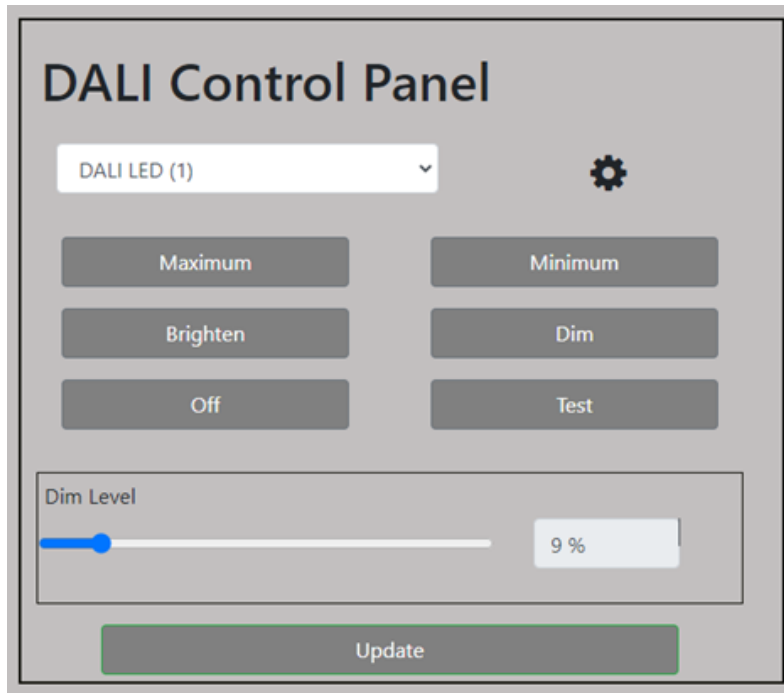 DALI Control Panel
DALI LED (1)
Maximum
Minimum
Brighten
Dim
Off
Test
Dim Level
9 %
Update